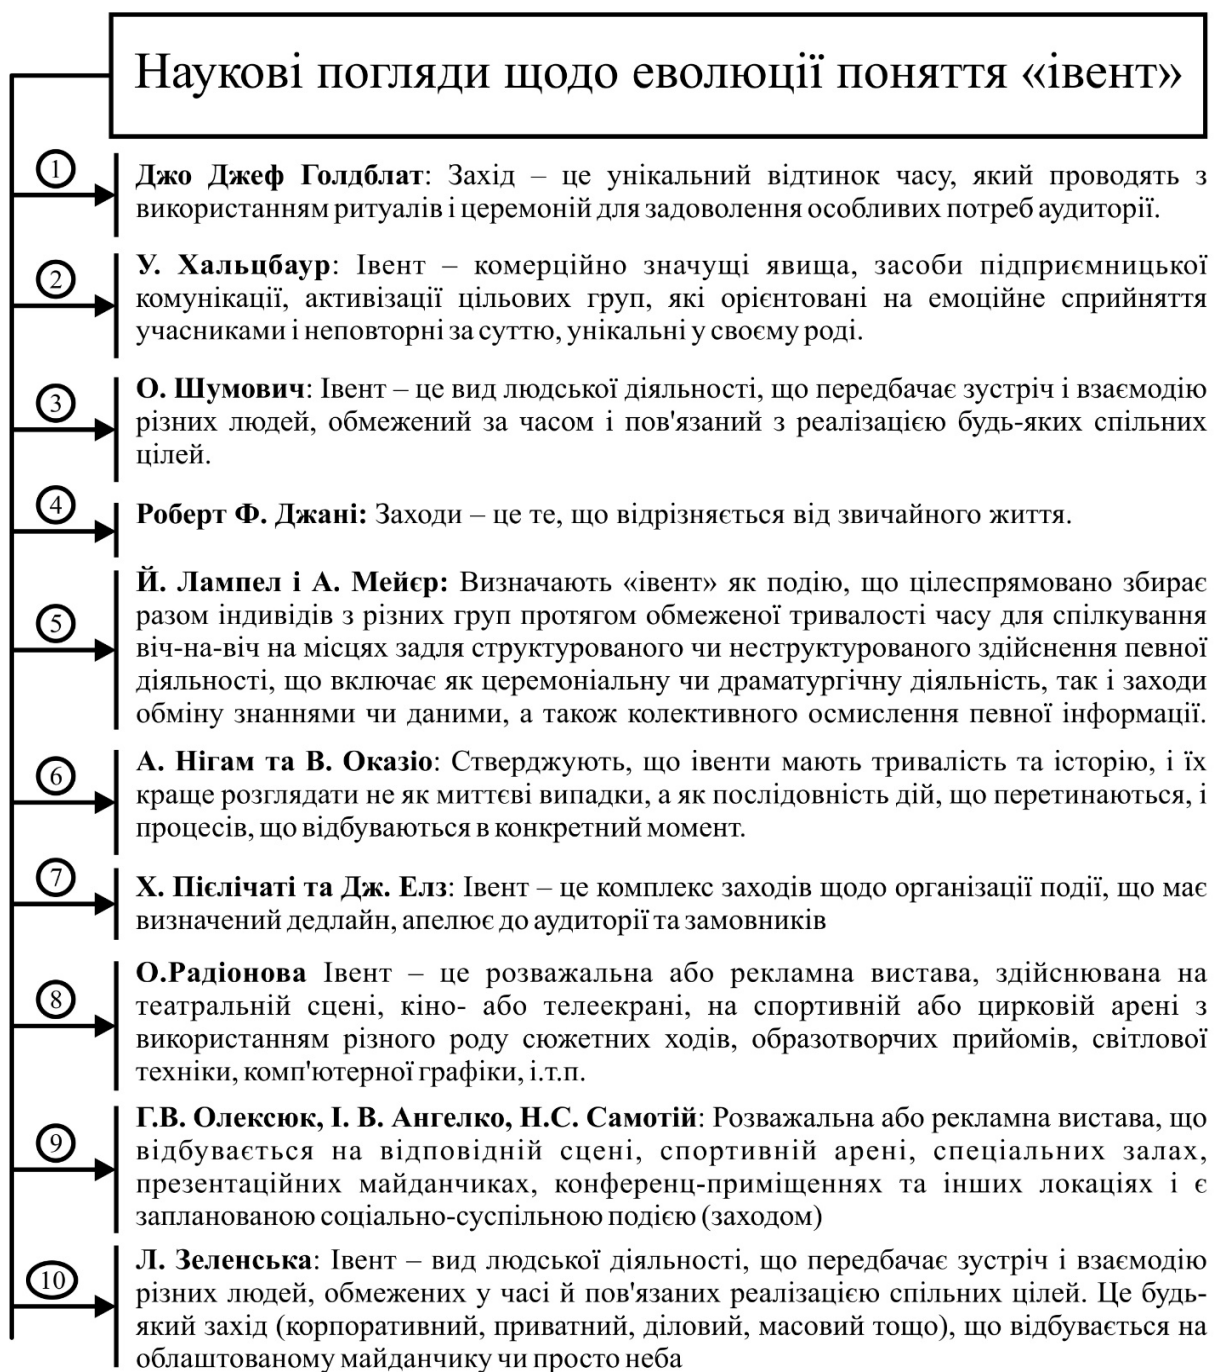 Наукові погляди щодо еволюції поняття «івент»
1
Джо Джеф Голдблат: Захід – це унікальний відтинок часу, який проводять з
використанням ритуалів і церемоній для задоволення особливих потреб аудиторії.
2
У. Хальцбаур: Івент – комерційно значущі явища, засоби підприємницької
комунікації, активізації цільових груп, які орієнтовані на емоційне сприйняття
учасниками і неповторні за суттю, унікальні у своєму роді.
3
О. Шумович: Івент – це вид людської діяльності, що передбачає зустріч і взаємодію
різних людей, обмежений за часом і пов'язаний з реалізацією будь-яких спільних
цілей.
4
Роберт Ф. Джані: Заходи – це те, що відрізняється від звичайного життя.
5
Й. Лампел і А. Мейєр: Визначають «івент» як подію, що цілеспрямовано збирає
разом індивідів з різних груп протягом обмеженої тривалості часу для спілкування
віч-на-віч на місцях задля структурованого чи неструктурованого здійснення певної
діяльності, що включає як церемоніальну чи драматургічну діяльність, так і заходи
обміну знаннями чи даними, а також колективного осмислення певної інформації.
6
А. Нігам та В. Оказіо: Стверджують, що івенти мають тривалість та історію, і їх
краще розглядати не як миттєві випадки, а як послідовність дій, що перетинаються, і
процесів, що відбуваються в конкретний момент.
7
Х. Пієлічаті та Дж. Елз: Івент – це комплекс заходів щодо організації події, що має
визначений дедлайн, апелює до аудиторії та замовників
8
О.Радіонова Івент – це розважальна або рекламна вистава, здійснювана на
театральній сцені, кіно- або телеекрані, на спортивній або цирковій арені з
використанням різного роду сюжетних ходів, образотворчих прийомів, світлової
техніки, комп'ютерної графіки, і.т.п.
9
Г.В. Олексюк, І. В. Ангелко, Н.С. Самотій: Розважальна або рекламна вистава, що
відбувається на відповідній сцені, спортивній арені, спеціальних залах,
презентаційних майданчиках, конференц-приміщеннях та інших локаціях і є
запланованою соціально-суспільною подією (заходом)
10
Л. Зеленська: Івент – вид людської діяльності, що передбачає зустріч і взаємодію
різних людей, обмежених у часі й пов'язаних реалізацією спільних цілей. Це будь-
який захід (корпоративний, приватний, діловий, масовий тощо), що відбувається на
облаштованому майданчику чи просто неба